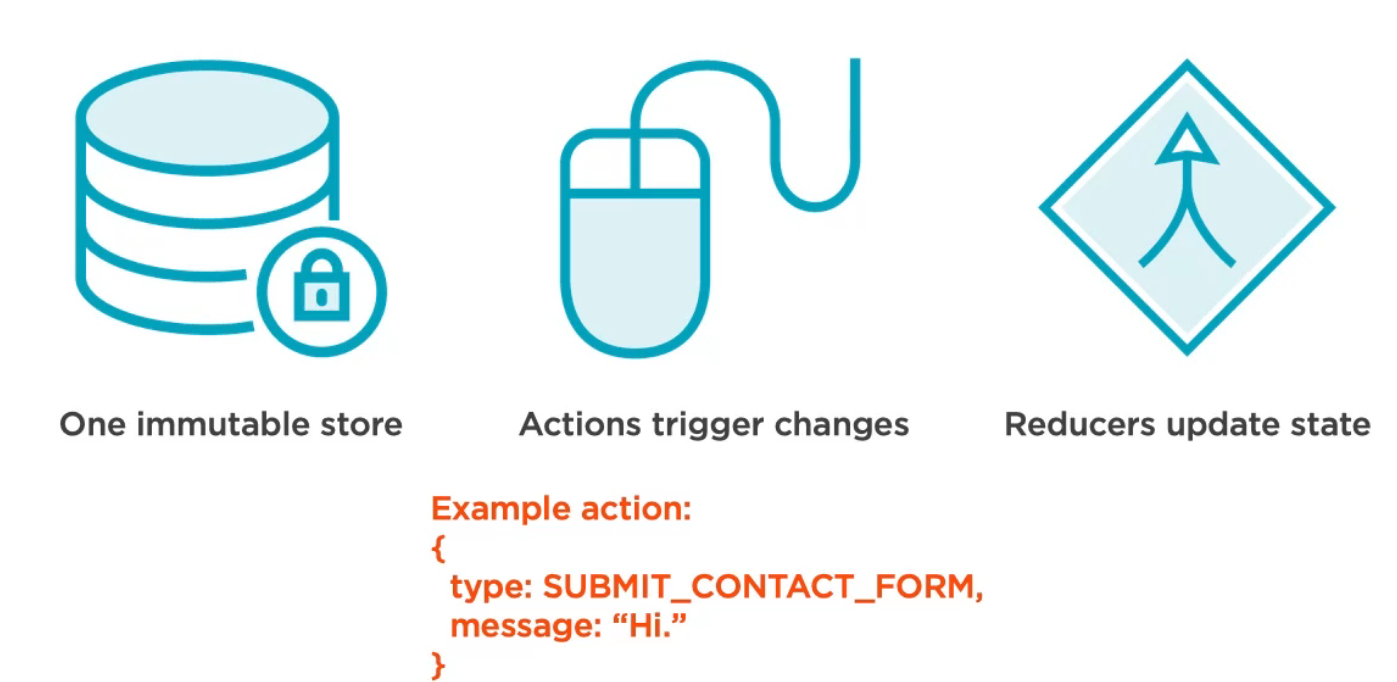 One immutable store
Actions trigger changes
Reducers update state
Example action:
{
type: SUBMIT_CONTACT_FORM,
message: “Hi.”
}